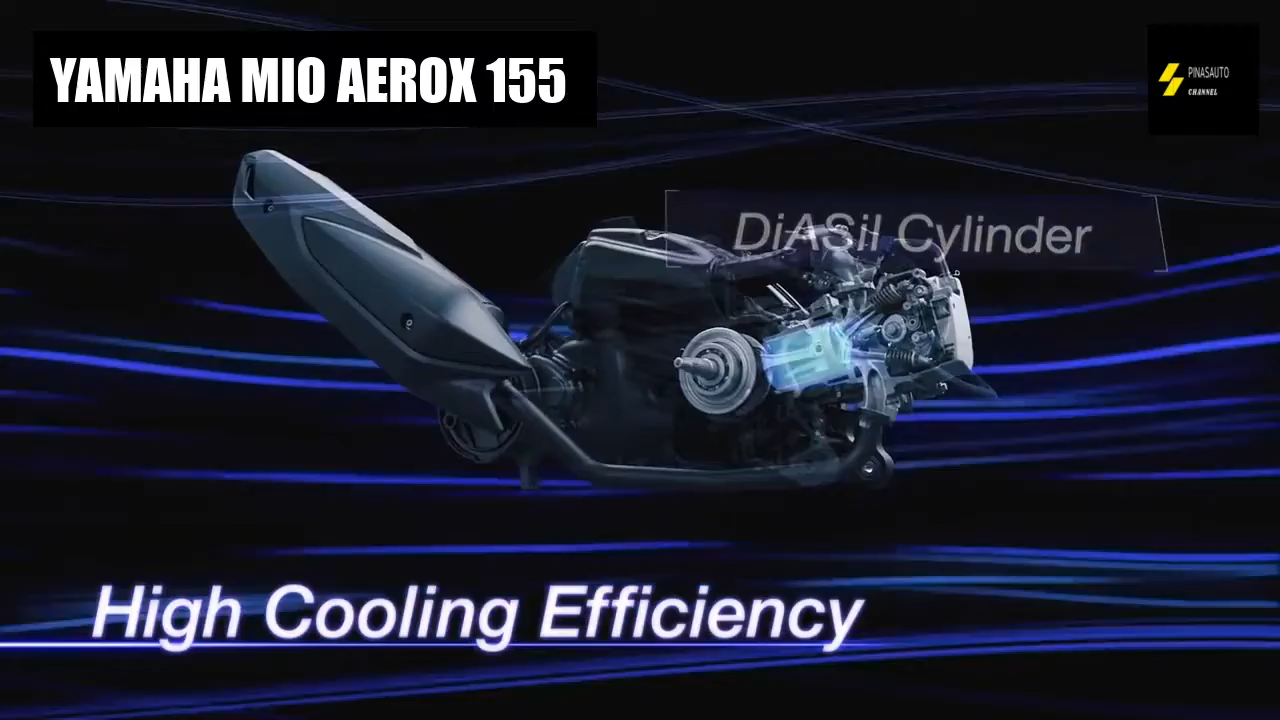 YAMAHA MIO AEROX 155
PINASAUTO
CHANNEL
DiASil Cylinder
High Cooling Efficiency